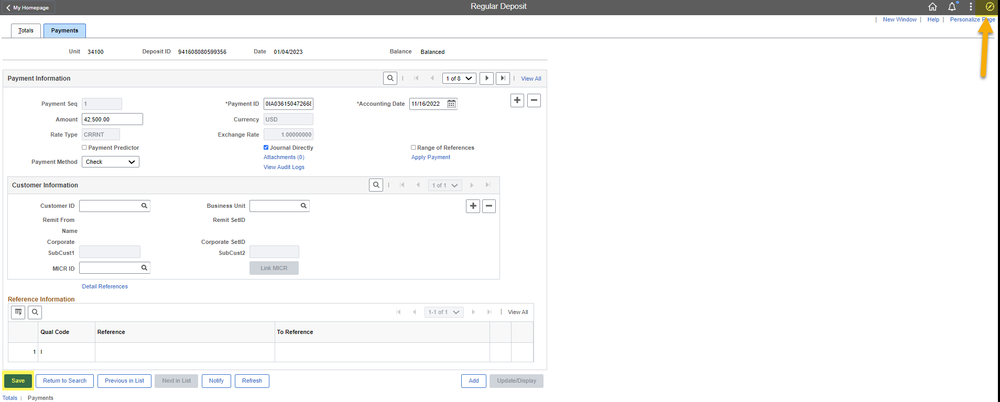 My Homepage
Regular Deposit
New Window | Help | Personalize Page
Totals Payments
Unit 34100 Deposit ID 941608080599356 Date 01/04/2023 Balance Balanced
Payment Information 1 of 8 View All
Payment Seq 1 *Payment ID 0IA036150472668 *Accounting Date 11/16/2022
Amount 42,500.00 Currency USD
Rate Type CRRNT Exchange Rate 1.00000000
Payment Predictor Journal Directly Range of References
Attachments (0) Apply Payment
Payment Method Check
View Audit Logs
Customer Information 1 of 1
Customer ID Business Unit
Remit From Remit SetID
Name
Corporate Corporate SetID
SubCust1 SubCust2
MICR ID Link MICR
Detail References
Reference Information
1-1 of 1 View All
Qual Code Reference To Reference
1 I
Save Return to Search Previous in List Next in List Notify Refresh Add Update/Display
Totals | Payments